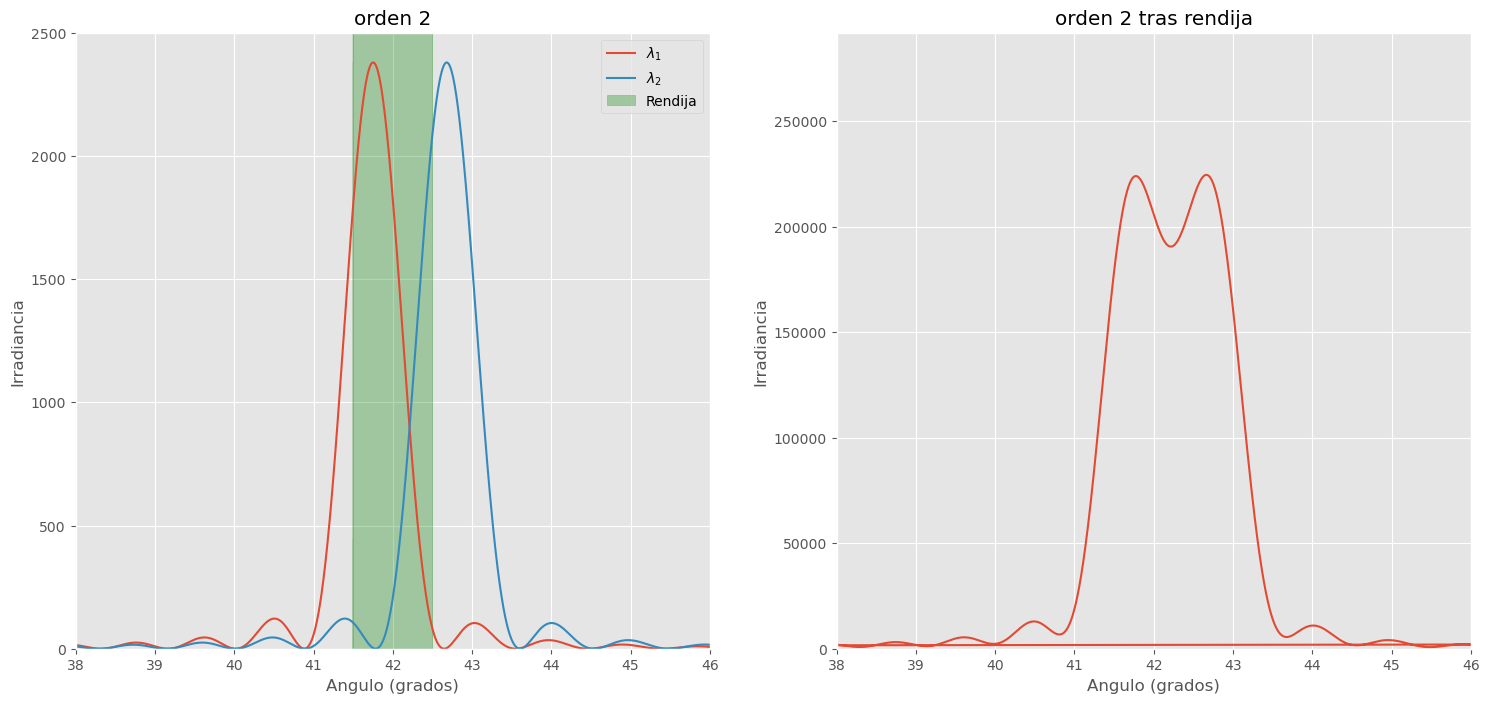 orden 2
2500
2000
1500
1000
500
0
Irradiancia
38 39 40 41 42 43 44 45 46
Angulo (grados)
λ₁
λ₂
Rendija
orden 2 tras rendija
250000
200000
150000
100000
50000
0
Irradiancia
38 39 40 41 42 43 44 45 46
Angulo (grados)